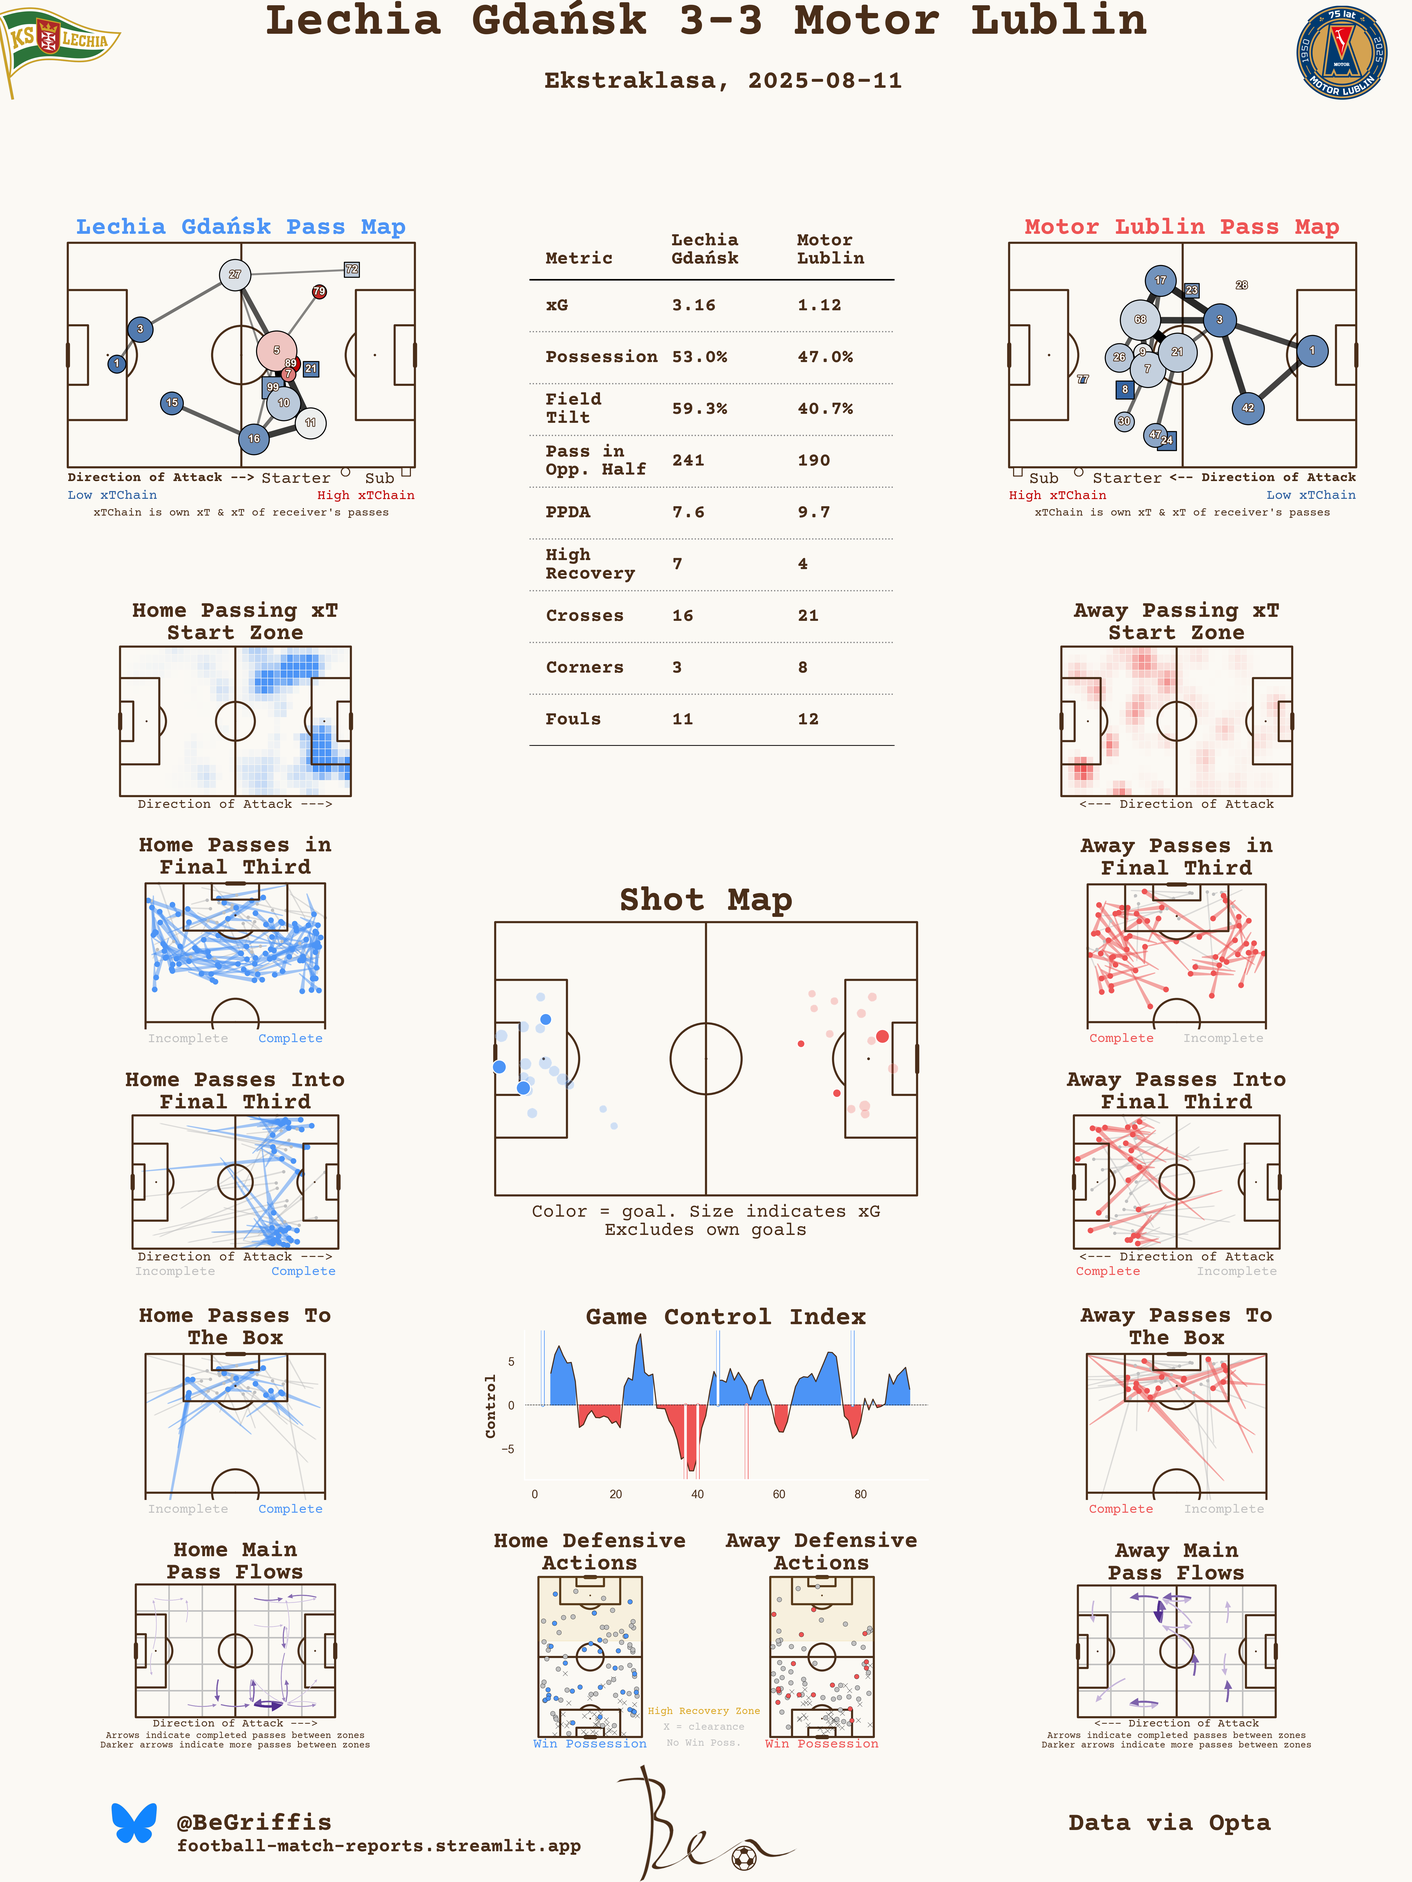 Lechia Gdańsk 3-3 Motor Lublin
Ekstraklasa, 2025-08-11
KS LECHIA
75 lat
1950
2025
MOTOR
MOTOR LUBLIN
Lechia Gdańsk Pass Map
27
72
79
3
1
5
89
7
21
99
10
15
11
16
Direction of Attack --> Starter Sub
Low xTChain High xTChain
xTChain is own xT & xT of receiver's passes
Metric Lechia Gdańsk Motor Lublin
xG 3.16 1.12
Possession 53.0% 47.0%
Field Tilt 59.3% 40.7%
Pass in Opp. Half 241 190
PPDA 7.6 9.7
High Recovery 7 4
Crosses 16 21
Corners 3 8
Fouls 11 12
Motor Lublin Pass Map
17
23
28
68
3
26
9
21
1
7
77
8
42
30
47
24
Sub Starter <-- Direction of Attack
High xTChain Low xTChain
xTChain is own xT & xT of receiver's passes
Home Passing xT
Start Zone
Direction of Attack --->
Away Passing xT
Start Zone
<--- Direction of Attack
Home Passes in
Final Third
Incomplete Complete
Away Passes in
Final Third
Complete Incomplete
Shot Map
Color = goal. Size indicates xG
Excludes own goals
Home Passes Into
Final Third
Direction of Attack --->
Incomplete Complete
Away Passes Into
Final Third
<--- Direction of Attack
Complete Incomplete
Home Passes To
The Box
Incomplete Complete
Game Control Index
Control
5
0
−5
0 20 40 60 80
Away Passes To
The Box
Complete Incomplete
Home Main
Pass Flows
Direction of Attack --->
Arrows indicate completed passes between zones
Darker arrows indicate more passes between zones
Home Defensive
Actions
Win Possession
Away Defensive
Actions
Win Possession
High Recovery Zone
X = clearance
No Win Poss.
Away Main
Pass Flows
<--- Direction of Attack
Arrows indicate completed passes between zones
Darker arrows indicate more passes between zones
@BeGriffis
football-match-reports.streamlit.app
Ben
Data via Opta